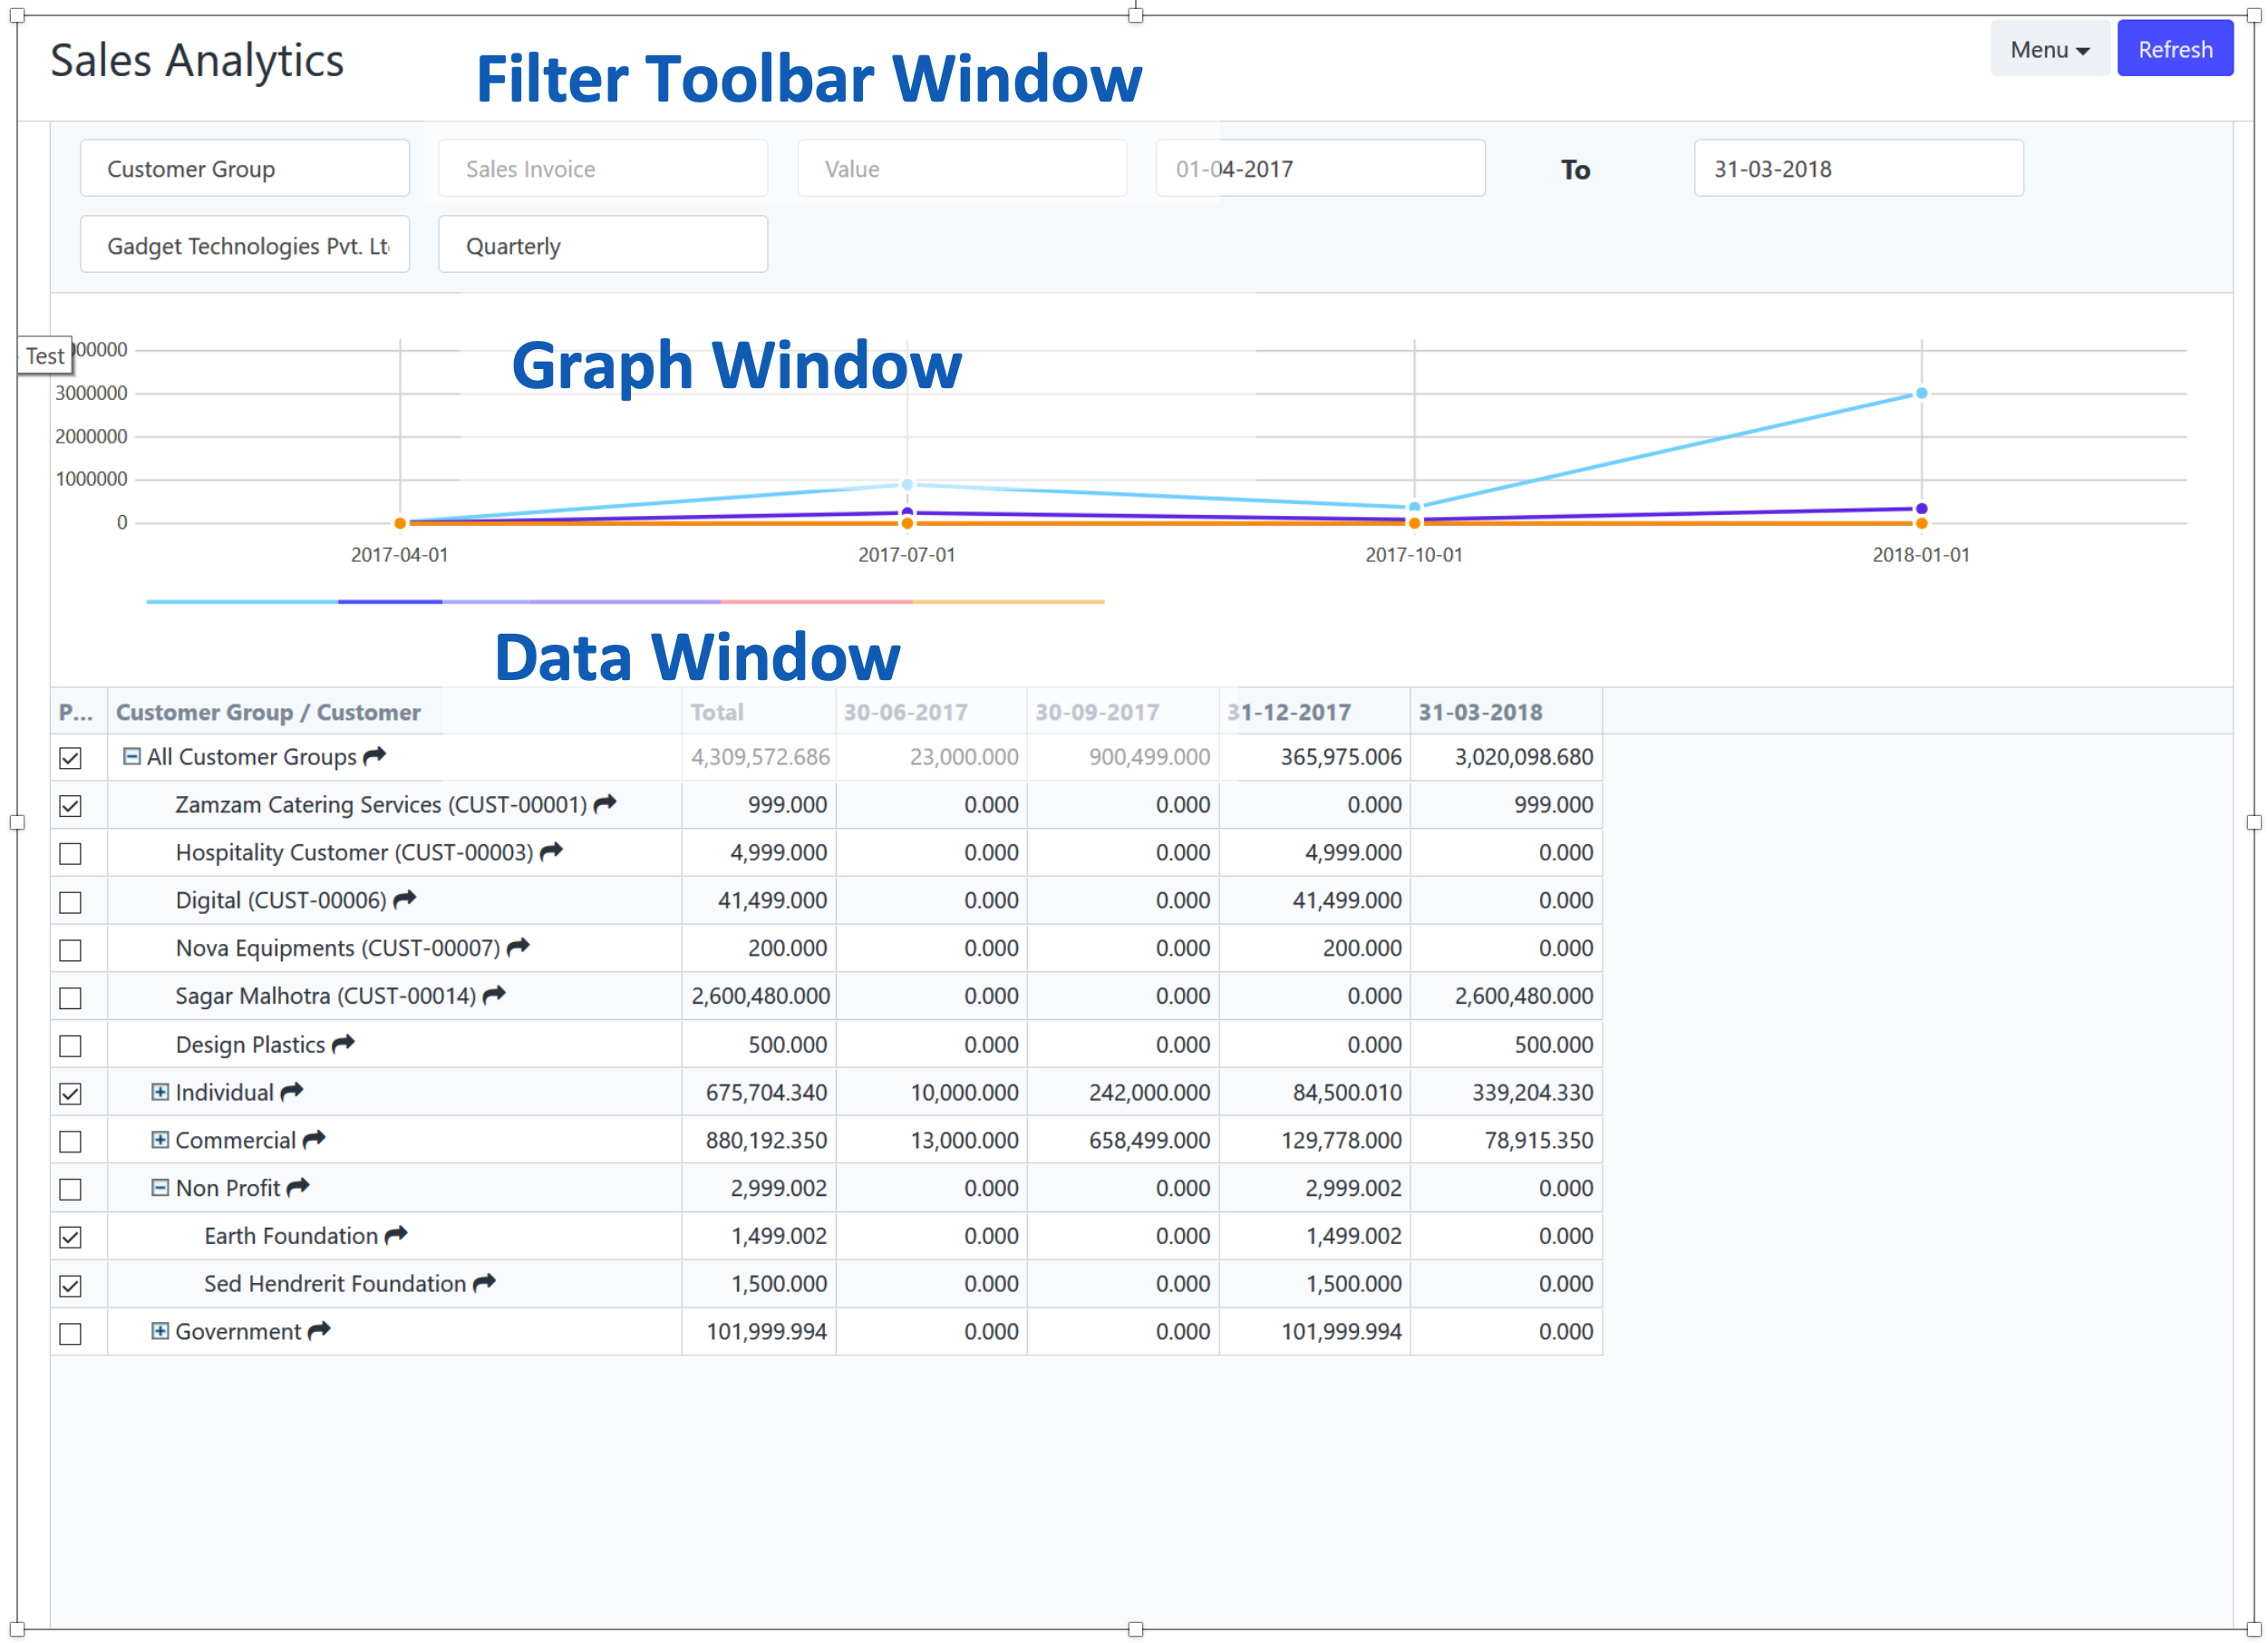 Sales Analytics
Filter Toolbar Window
Menu
Refresh
Customer Group
Sales Invoice
Value
01-04-2017
To
31-03-2018
Gadget Technologies Pvt. Lt
Quarterly
Graph Window
Test
00000
3000000
2000000
1000000
0
2017-04-01
2017-07-01
2017-10-01
2018-01-01
Data Window
P... Customer Group / Customer Total 30-06-2017 30-09-2017 31-12-2017 31-03-2018
All Customer Groups 4,309,572.686 23,000.000 900,499.000 365,975.006 3,020,098.680
Zamzam Catering Services (CUST-00001) 999.000 0.000 0.000 0.000 999.000
Hospitality Customer (CUST-00003) 4,999.000 0.000 0.000 4,999.000 0.000
Digital (CUST-00006) 41,499.000 0.000 0.000 41,499.000 0.000
Nova Equipments (CUST-00007) 200.000 0.000 0.000 200.000 0.000
Sagar Malhotra (CUST-00014) 2,600,480.000 0.000 0.000 0.000 2,600,480.000
Design Plastics 500.000 0.000 0.000 0.000 500.000
Individual 675,704.340 10,000.000 242,000.000 84,500.010 339,204.330
Commercial 880,192.350 13,000.000 658,499.000 129,778.000 78,915.350
Non Profit 2,999.002 0.000 0.000 2,999.002 0.000
Earth Foundation 1,499.002 0.000 0.000 1,499.002 0.000
Sed Hendrerit Foundation 1,500.000 0.000 0.000 1,500.000 0.000
Government 101,999.994 0.000 0.000 101,999.994 0.000